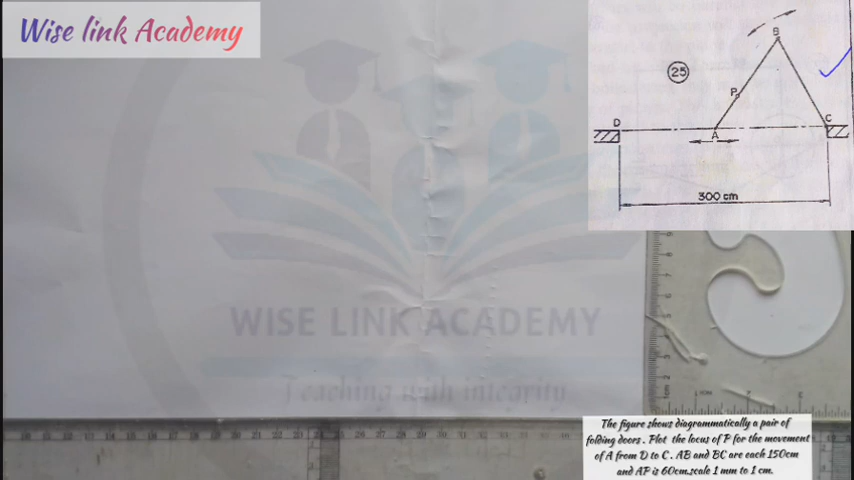 Wise link Academy
B
25
P
D
A
C
300 cm
WISE LINK ACADEMY
Teaching with integrity
The figure shows diagrammatically a pair of
folding doors . Plot the locus of P for the movement
of A from D to C . AB and BC are each 150cm
and AP is 60cm.scale 1 mm to 1 cm.